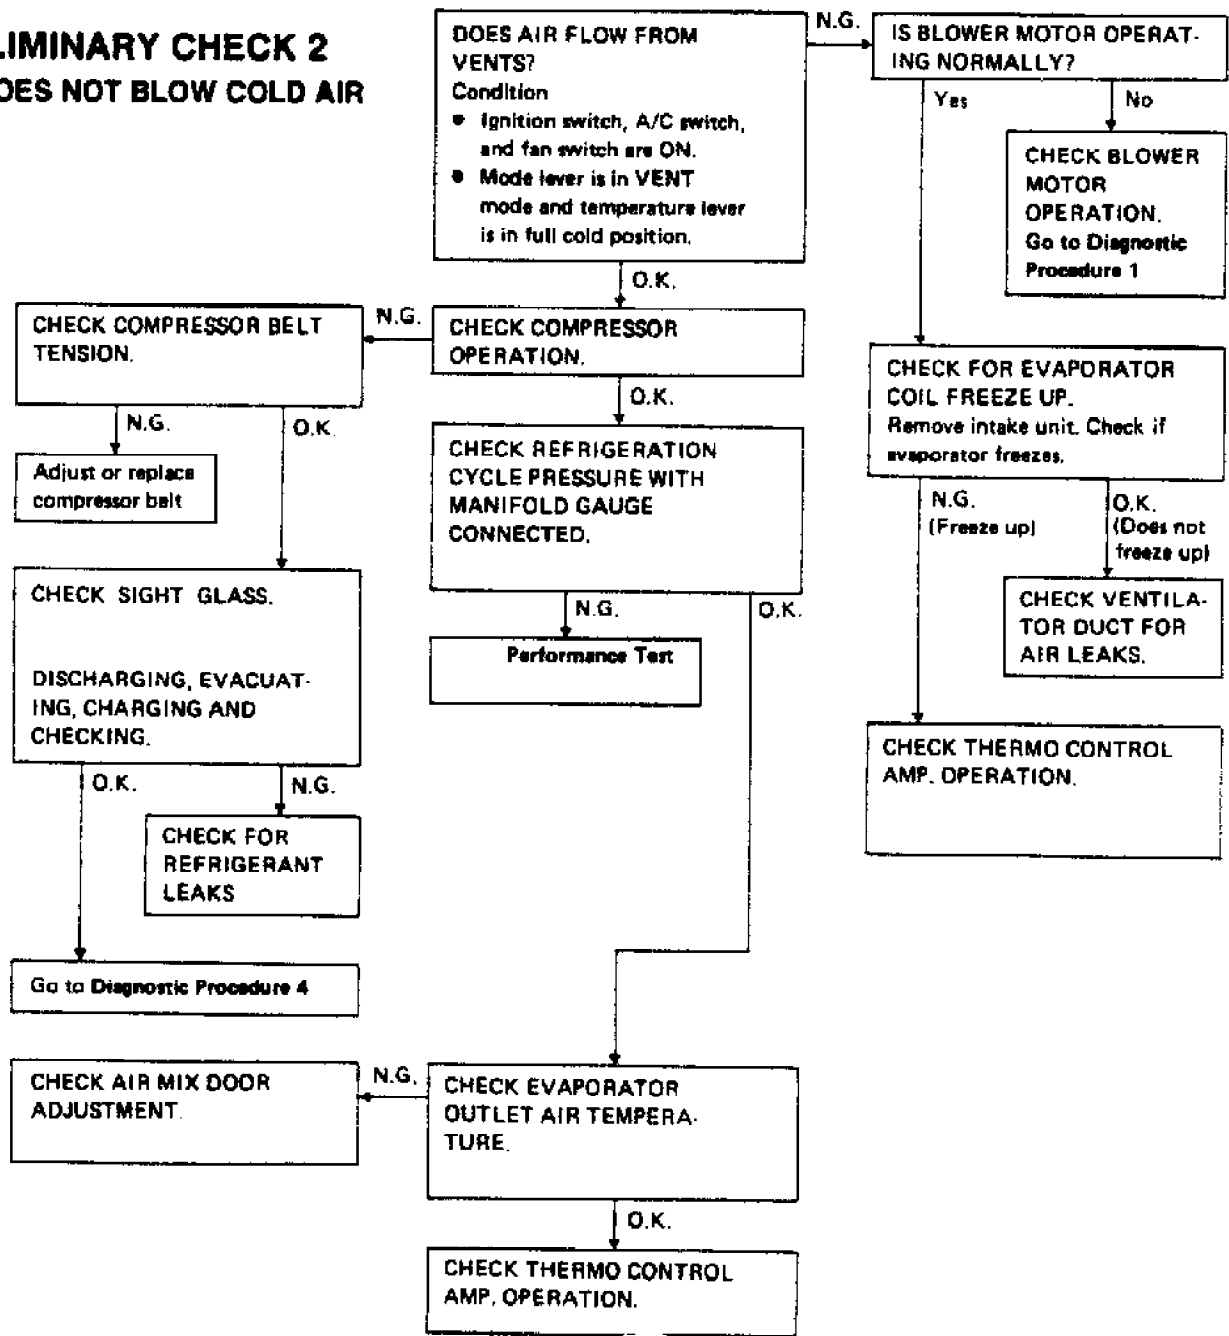 LIMINARY CHECK 2
OES NOT BLOW COLD AIR
DOES AIR FLOW FROM
VENTS?
Condition
• Ignition switch, A/C switch,
and fan switch are ON.
• Mode lever is in VENT
mode and temperature lever
is in full cold position.
N.G.
IS BLOWER MOTOR OPERAT-
ING NORMALLY?
Yes
No
CHECK BLOWER
MOTOR
OPERATION.
Go to Diagnostic
Procedure 1
O.K.
CHECK COMPRESSOR BELT
TENSION.
N.G.
CHECK COMPRESSOR
OPERATION.
CHECK FOR EVAPORATOR
COIL FREEZE UP.
Remove intake unit. Check if
evaporator freezes.
N.G.
O.K.
O.K.
Adjust or replace
compressor belt
CHECK REFRIGERATION
CYCLE PRESSURE WITH
MANIFOLD GAUGE
CONNECTED.
N.G.
(Freeze up)
O.K.
(Does not
freeze up)
CHECK SIGHT GLASS.
DISCHARGING, EVACUAT-
ING, CHARGING AND
CHECKING.
N.G.
O.K.
Performance Test
CHECK VENTILA-
TOR DUCT FOR
AIR LEAKS.
CHECK THERMO CONTROL
AMP. OPERATION.
O.K.
N.G.
CHECK FOR
REFRIGERANT
LEAKS
Go to Diagnostic Procedure 4
CHECK AIR MIX DOOR
ADJUSTMENT.
N.G.
CHECK EVAPORATOR
OUTLET AIR TEMPERA-
TURE.
O.K.
CHECK THERMO CONTROL
AMP. OPERATION.